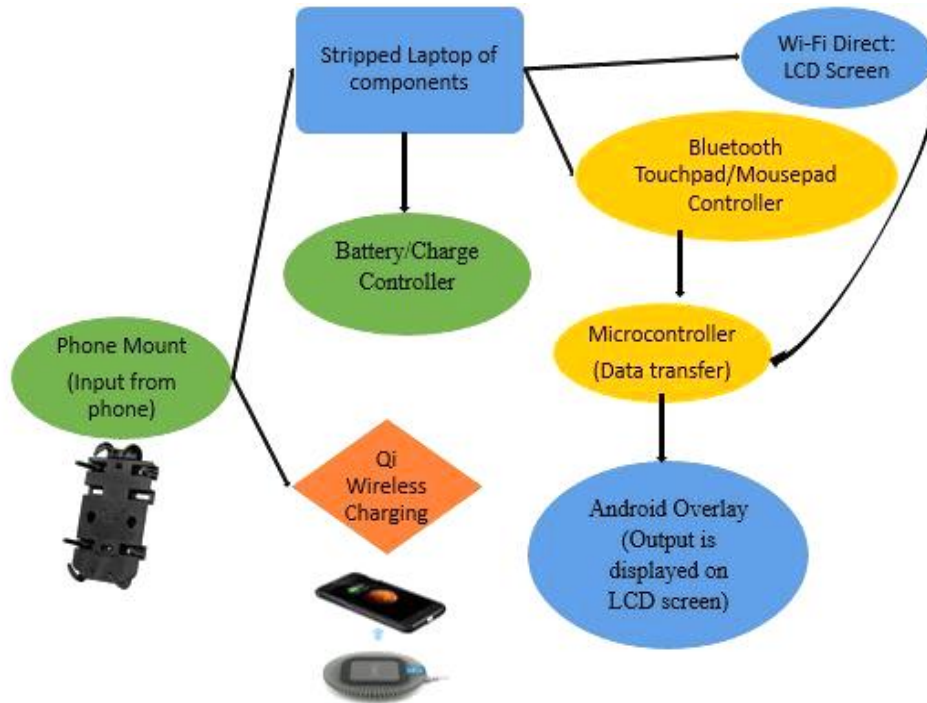 Stripped Laptop of
components
Wi-Fi Direct:
LCD Screen
Bluetooth
Touchpad/Mousepad
Controller
Battery/Charge
Controller
Phone Mount
(Input from
phone)
Microcontroller
(Data transfer)
Qi
Wireless
Charging
Android Overlay
(Output is
displayed on
LCD screen)